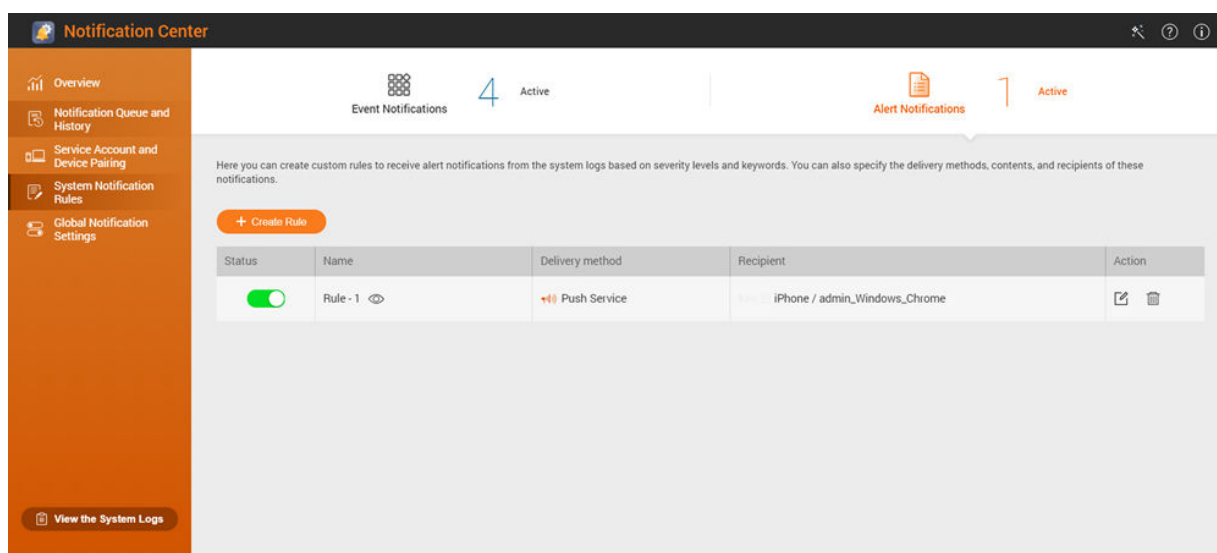 Notification Center
Overview
Notification Queue and
History
Service Account and
Device Pairing
System Notification
Rules
Global Notification
Settings
View the System Logs
Event Notifications
4
Active
Alert Notifications
1
Active
Here you can create custom rules to receive alert notifications from the system logs based on severity levels and keywords. You can also specify the delivery methods, contents, and recipients of these
notifications.
+ Create Rule
Status Name Delivery method Recipient Action
Rule - 1 Push Service iPhone / admin_Windows_Chrome